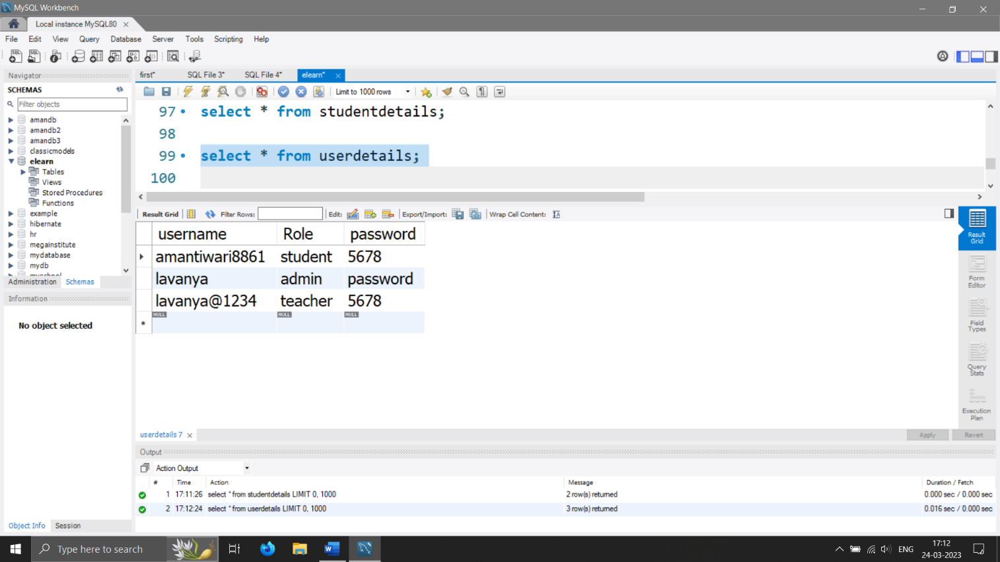 MySQL Workbench
Local instance MySQL80
File Edit View Query Database Server Tools Scripting Help
Navigator
SCHEMAS
Filter objects
amandb
amandb2
amandb3
classicmodels
elearn
Tables
Views
Stored Procedures
Functions
example
hibernate
hr
megainstitute
mydatabase
mydb
Administration Schemas
Information
No object selected
Object Info Session
first* SQL File 3* SQL File 4* elearn*
Limit to 1000 rows
97 select * from studentdetails;
98
99 select * from userdetails;
100
Result Grid Filter Rows: Edit: Export/Import: Wrap Cell Content:
username Role password
amantiwari8861 student 5678
lavanya admin password
lavanya@1234 teacher 5678
NULL NULL NULL
Result Grid
Form Editor
Field Types
Query Stats
Execution Plan
userdetails 7
Apply Revert
Output
Action Output
# Time Action Message Duration / Fetch
1 17:11:26 select * from studentdetails LIMIT 0, 1000 2 row(s) returned 0.000 sec / 0.000 sec
2 17:12:24 select * from userdetails LIMIT 0, 1000 3 row(s) returned 0.016 sec / 0.000 sec
Type here to search
ENG
17:12
24-03-2023